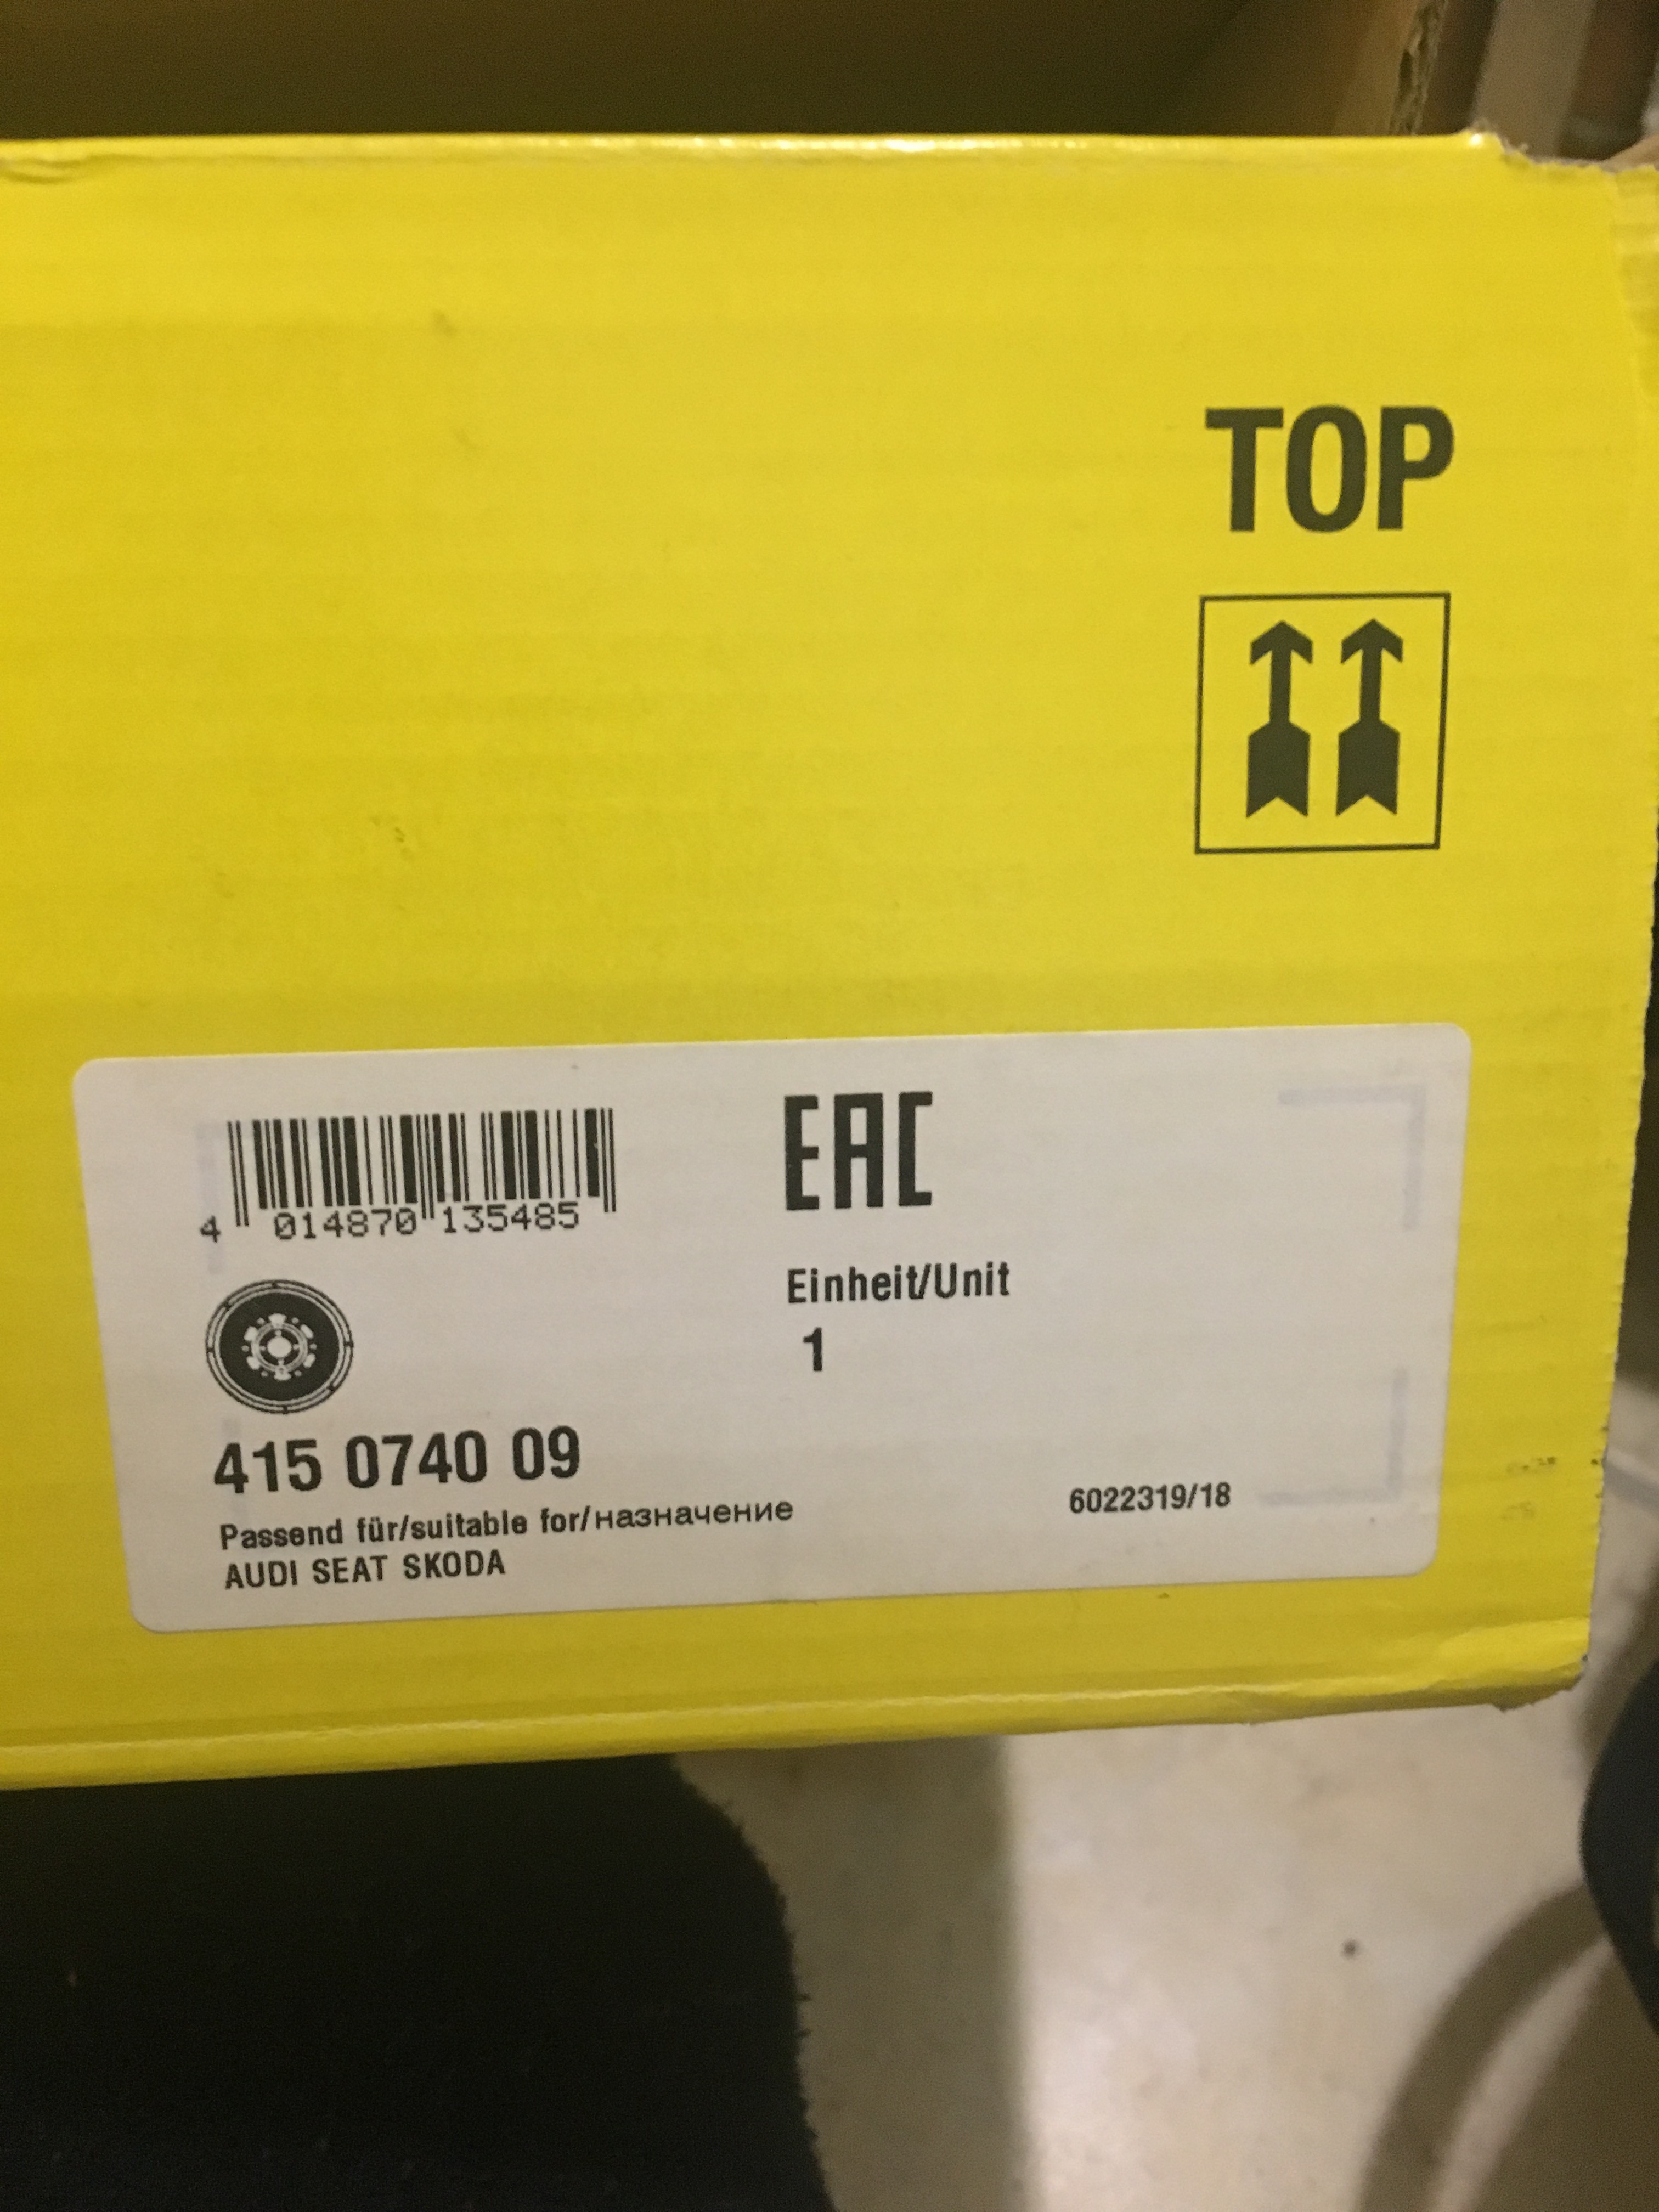 TOP
EAC
4 014870 135485
Einheit/Unit
1
415 0740 09
Passend für/suitable for/назначение
AUDI SEAT SKODA
6022319/18